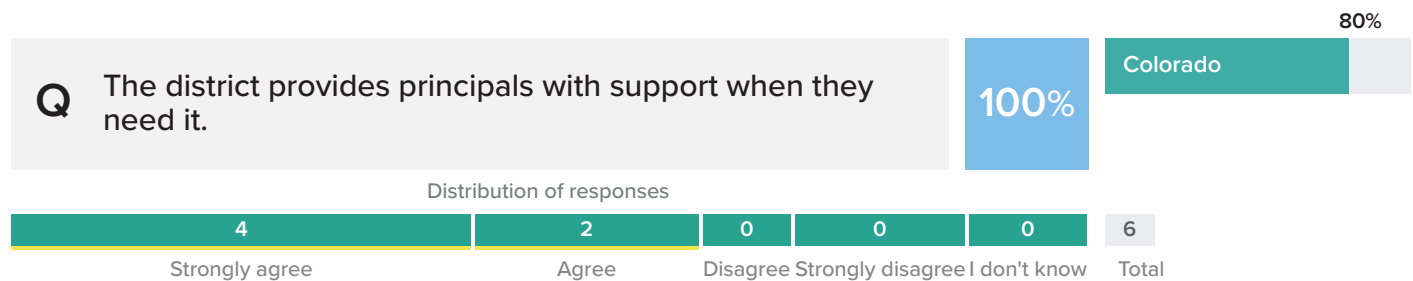 80%
Q
The district provides principals with support when they
need it.
100%
Colorado
Distribution of responses
4 2 0 0 0 6
Strongly agree Agree Disagree Strongly disagree I don't know Total